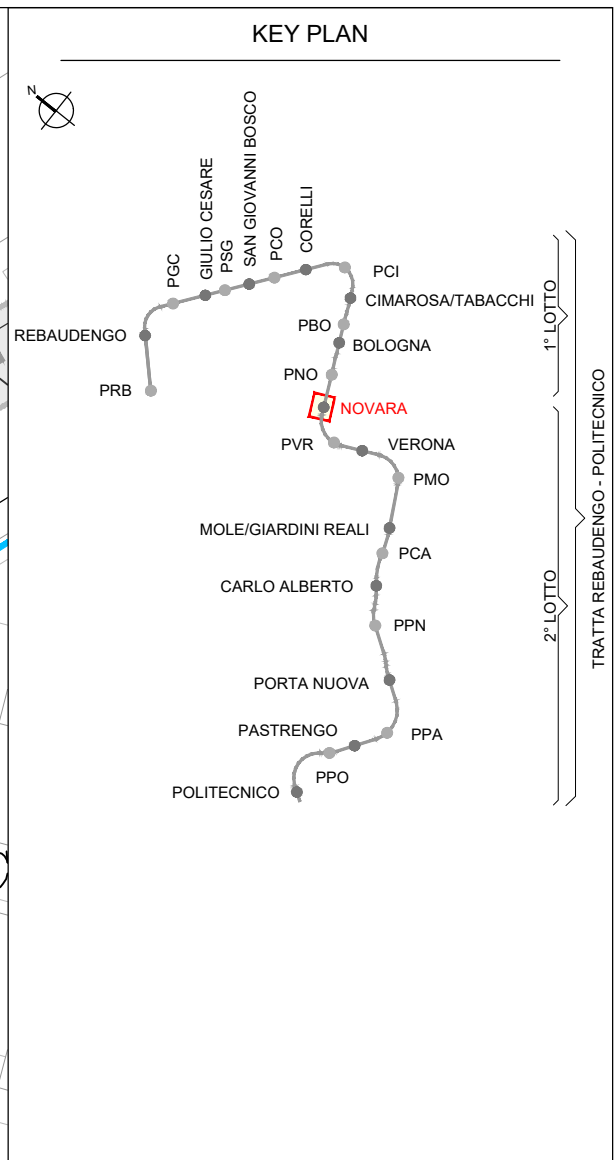 KEY PLAN
N
PGC
GIULIO CESARE
PSG
SAN GIOVANNI BOSCO
PCO
CORELLI
PCI
CIMAROSA/TABACCHI
REBAUDENGO
PBO
BOLOGNA
PNO
PRB
NOVARA
PVR
VERONA
PMO
MOLE/GIARDINI REALI
PCA
CARLO ALBERTO
PPN
PORTA NUOVA
PASTRENGO
PPA
PPO
POLITECNICO
1° LOTTO
2° LOTTO
TRATTA REBAUDENGO - POLITECNICO